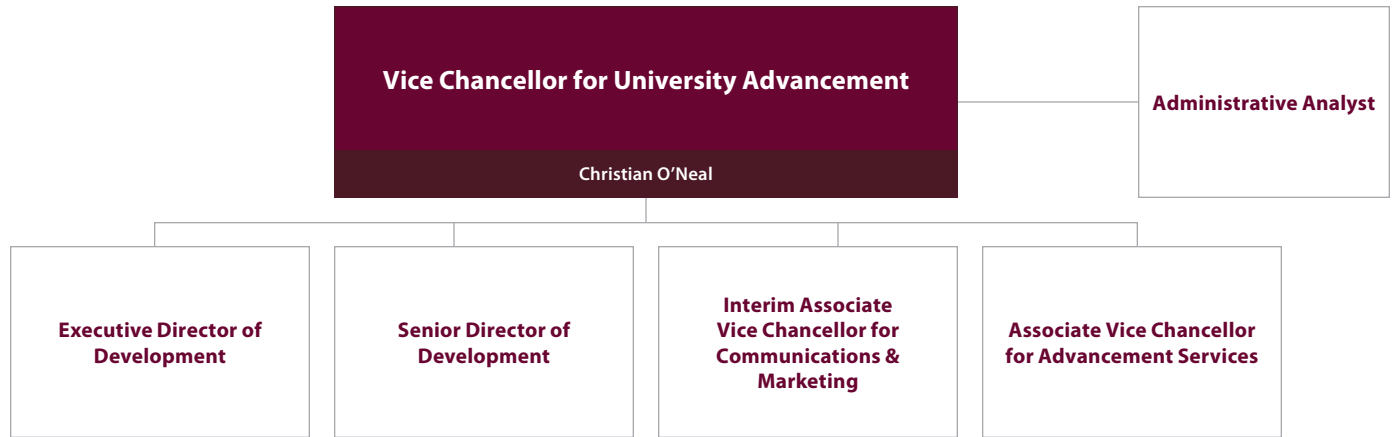 Vice Chancellor for University Advancement
Christian O’Neal
Administrative Analyst
Executive Director of
Development
Senior Director of
Development
Interim Associate
Vice Chancellor for
Communications &
Marketing
Associate Vice Chancellor
for Advancement Services